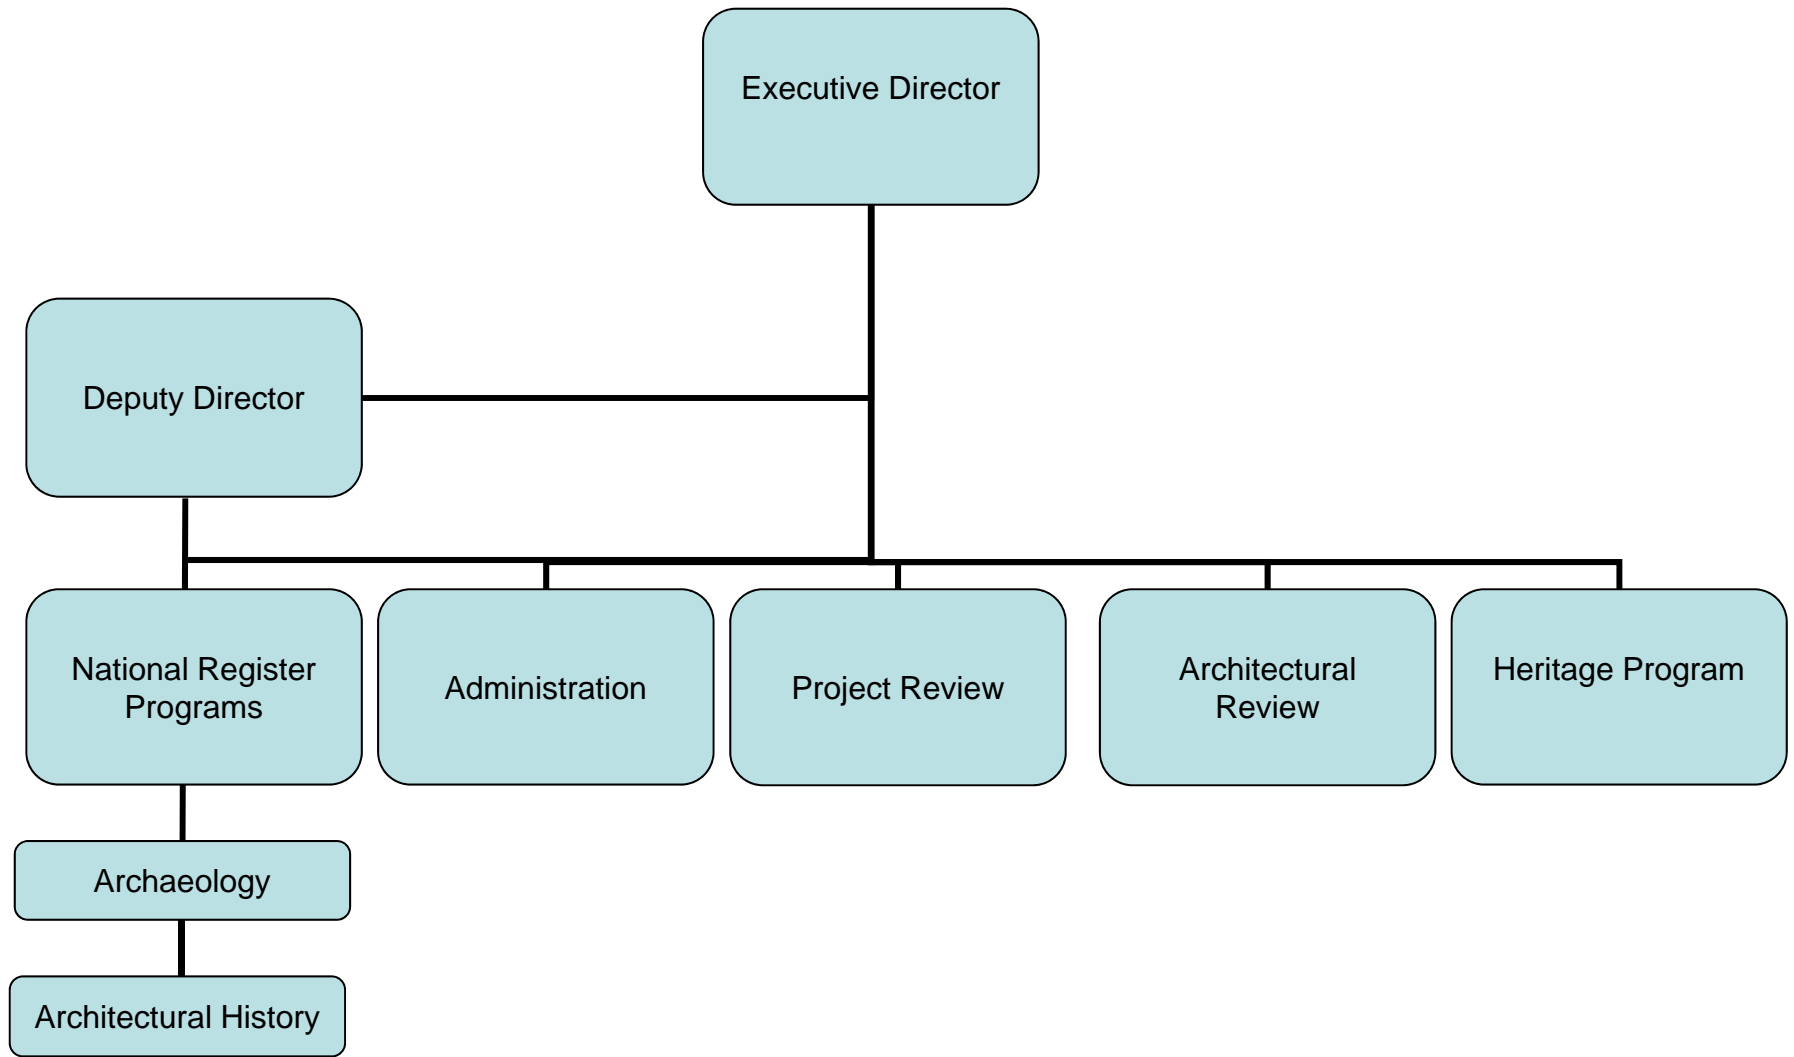 Executive Director
Deputy Director
National Register
Programs
Administration
Project Review
Architectural
Review
Heritage Program
Archaeology
Architectural History